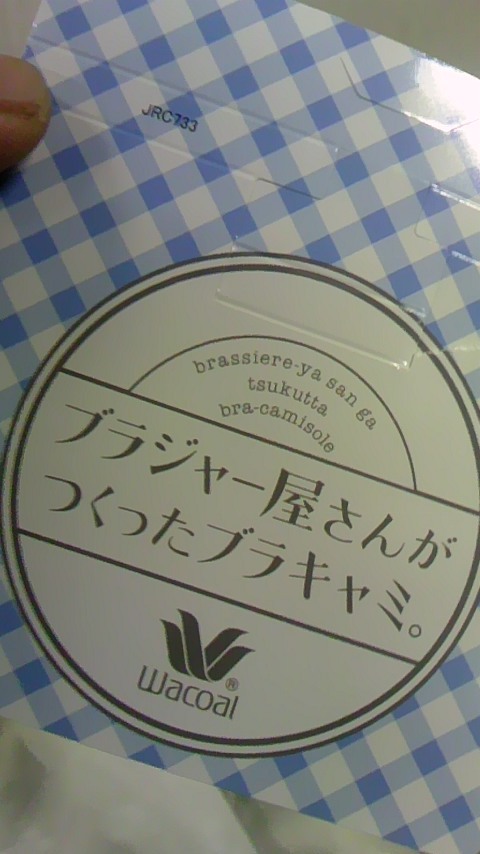 JRC733
brassiere-ya san ga
tsukutta
bra-camisole
ブラジャー屋さんが
つくったブラキャミ。
wacoal®